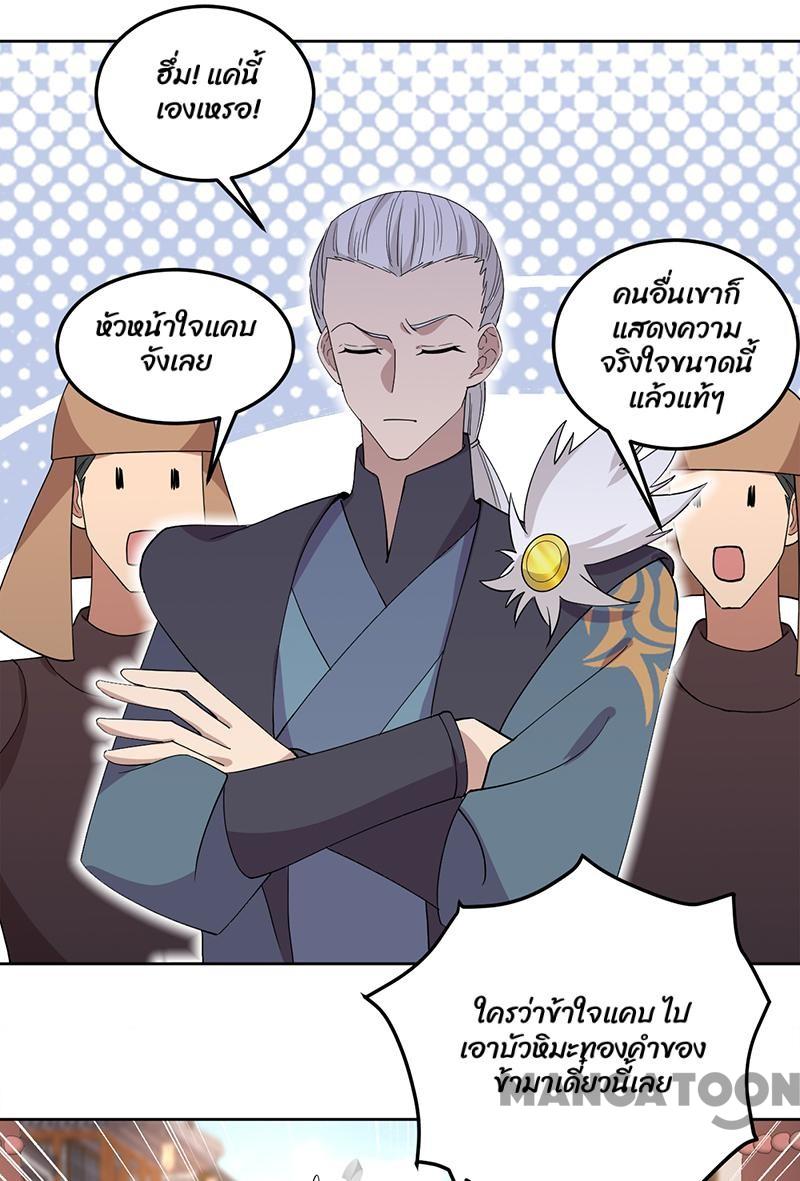 ฮึ่ม! แค่นี้
เองเหรอ!
หัวหน้าใจแคบ
จังเลย
คนอื่นเขาก็
แสดงความ
จริงใจขนาดนี้
แล้วแท้ๆ
ใครว่าข้าใจแคบ ไป
เอาบัวหิมะทองคำของ
ข้ามาเดี๋ยวนี้เลย
MANGATOON